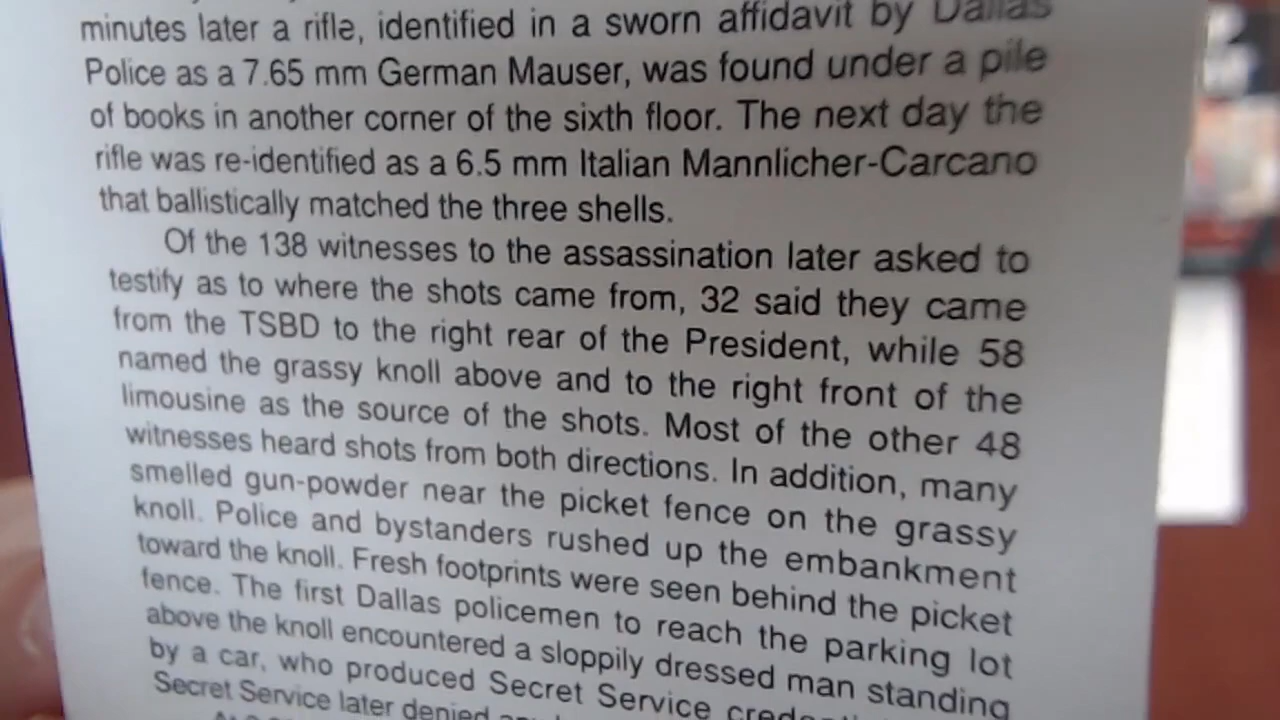 minutes later a rifle, identified in a sworn affidavit by Dallas
Police as a 7.65 mm German Mauser, was found under a pile
of books in another corner of the sixth floor. The next day the
rifle was re-identified as a 6.5 mm Italian Mannlicher-Carcano
that ballistically matched the three shells.
Of the 138 witnesses to the assassination later asked to
testify as to where the shots came from, 32 said they came
from the TSBD to the right rear of the President, while 58
named the grassy knoll above and to the right front of the
limousine as the source of the shots. Most of the other 48
witnesses heard shots from both directions. In addition, many
smelled gun-powder near the picket fence on the grassy
knoll. Police and bystanders rushed up the embankment
toward the knoll. Fresh footprints were seen behind the picket
fence. The first Dallas policemen to reach the parking lot
above the knoll encountered a sloppily dressed man standing
by a car, who produced Secret Service
Secret Service later denied